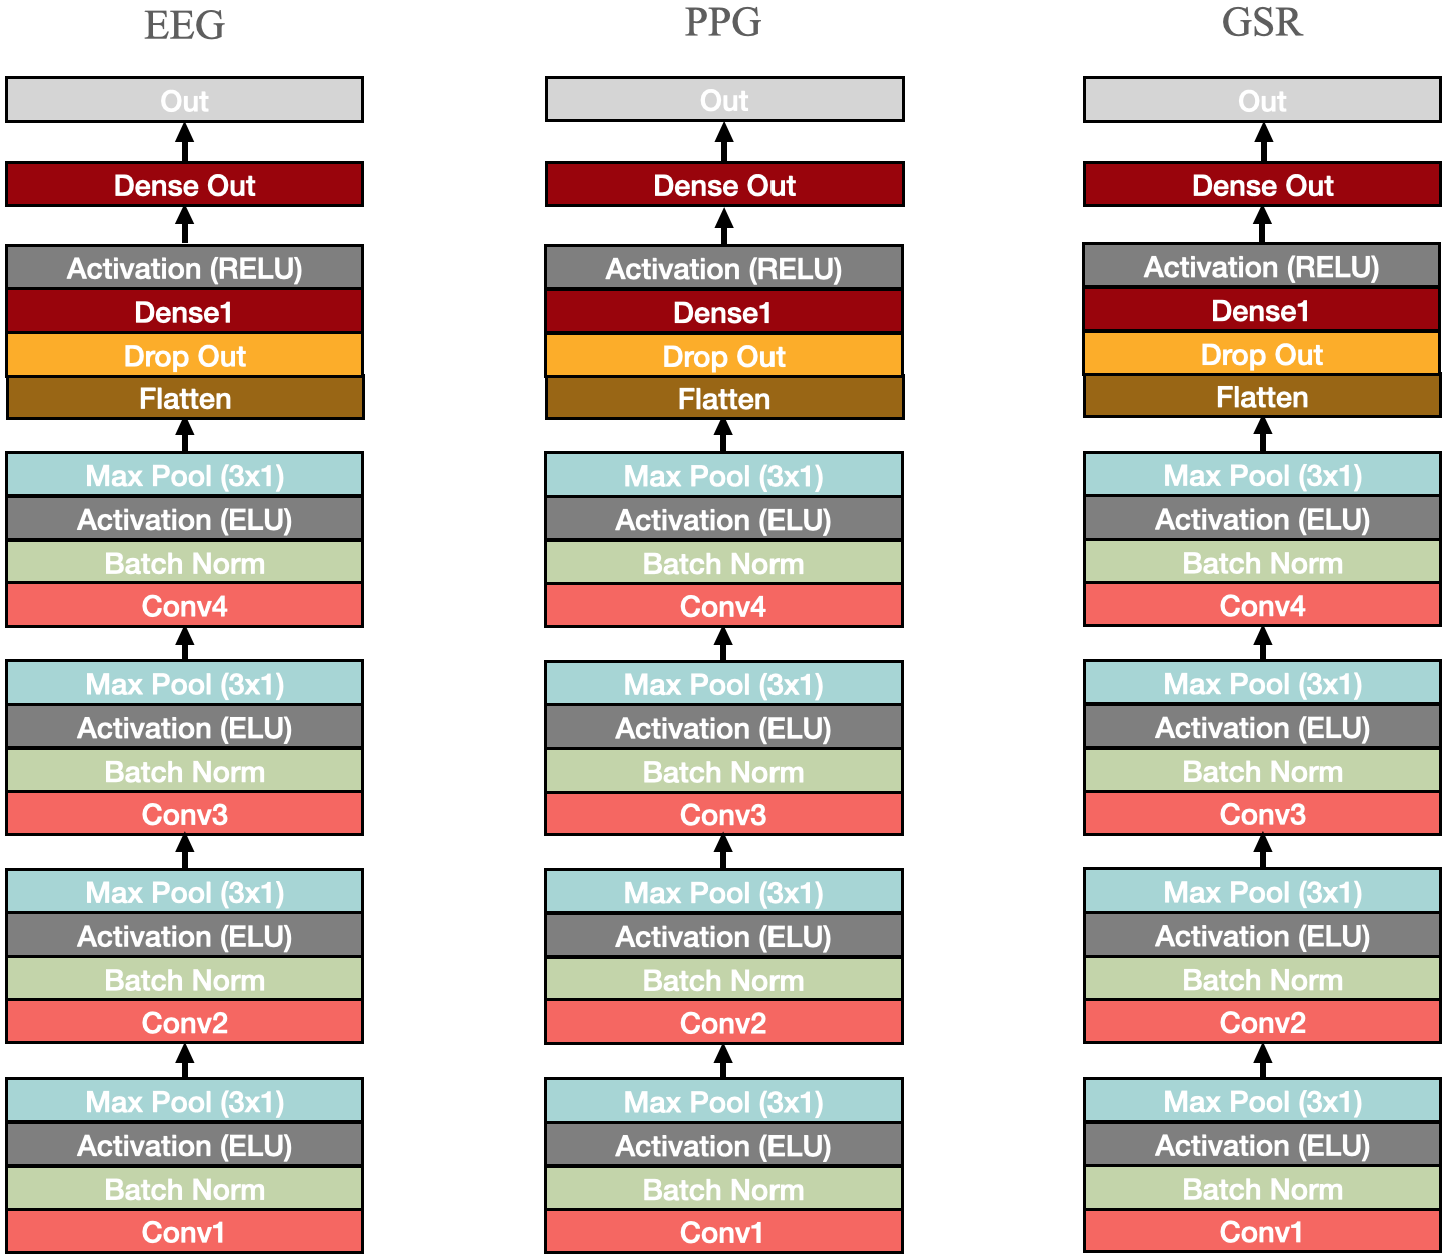 EEG
Out
Dense Out
Activation (RELU)
Dense1
Drop Out
Flatten
Max Pool (3x1)
Activation (ELU)
Batch Norm
Conv4
Max Pool (3x1)
Activation (ELU)
Batch Norm
Conv3
Max Pool (3x1)
Activation (ELU)
Batch Norm
Conv2
Max Pool (3x1)
Activation (ELU)
Batch Norm
Conv1
PPG
Out
Dense Out
Activation (RELU)
Dense1
Drop Out
Flatten
Max Pool (3x1)
Activation (ELU)
Batch Norm
Conv4
Max Pool (3x1)
Activation (ELU)
Batch Norm
Conv3
Max Pool (3x1)
Activation (ELU)
Batch Norm
Conv2
Max Pool (3x1)
Activation (ELU)
Batch Norm
Conv1
GSR
Out
Dense Out
Activation (RELU)
Dense1
Drop Out
Flatten
Max Pool (3x1)
Activation (ELU)
Batch Norm
Conv4
Max Pool (3x1)
Activation (ELU)
Batch Norm
Conv3
Max Pool (3x1)
Activation (ELU)
Batch Norm
Conv2
Max Pool (3x1)
Activation (ELU)
Batch Norm
Conv1